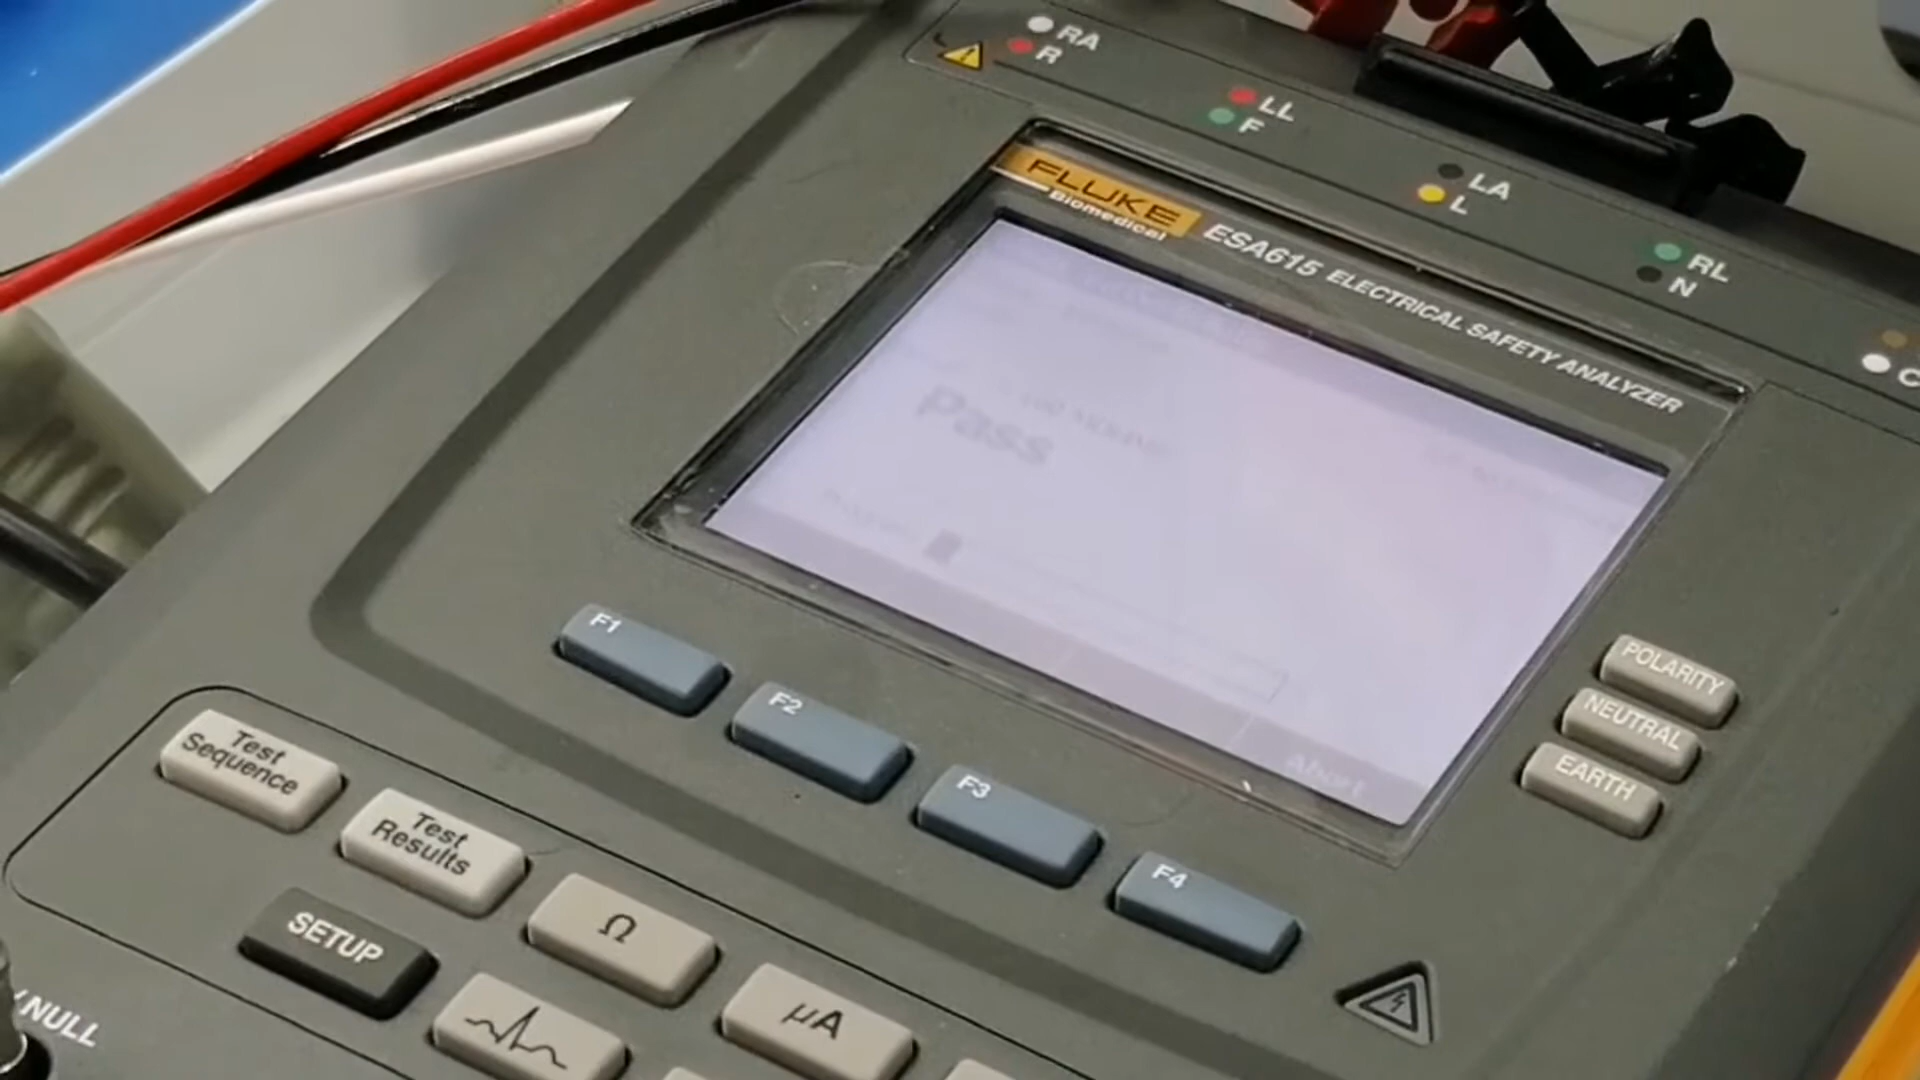 RA
R
LL
F
LA
L
RL
N
FLUKE
Biomedical
ESA615 ELECTRICAL SAFETY ANALYZER
Pass
Abort
POLARITY
NEUTRAL
EARTH
F1
F2
F3
F4
Test
Sequence
Test
Results
Ω
SETUP
µA
NULL